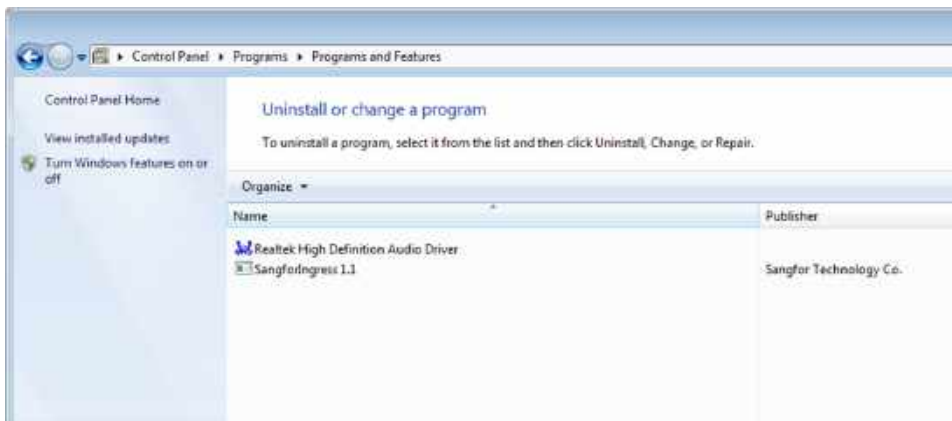 Control Panel ▸ Programs ▸ Programs and Features
Control Panel Home
View installed updates
Turn Windows features on or
off
Uninstall or change a program
To uninstall a program, select it from the list and then click Uninstall, Change, or Repair.
Organize
Name
Publisher
Realtek High Definition Audio Driver
SangforIngress 1.1
Sangfor Technology Co.